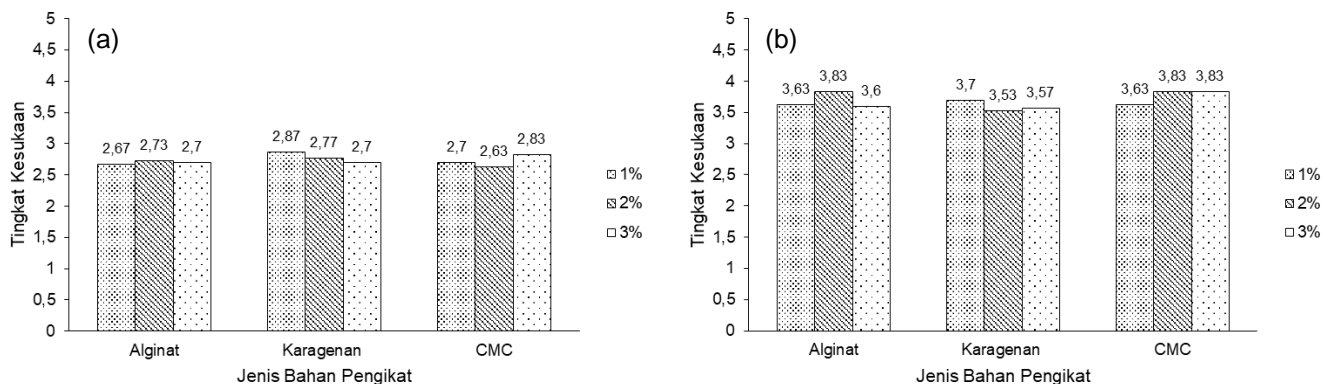 (a)
Tingkat Kesukaan
5
4,5
4
3,5
3
2,5
2
1,5
1
0,5
0
2,67 2,73 2,7
2,87 2,77 2,7
2,7 2,63 2,83
Alginat Karagenan CMC
Jenis Bahan Pengikat
1%
2%
3%
(b)
Tingkat Kesukaan
5
4,5
4
3,5
3
2,5
2
1,5
1
0,5
0
3,63 3,83 3,6
3,7 3,53 3,57
3,63 3,83 3,83
Alginat Karagenan CMC
Jenis Bahan Pengikat
1%
2%
3%